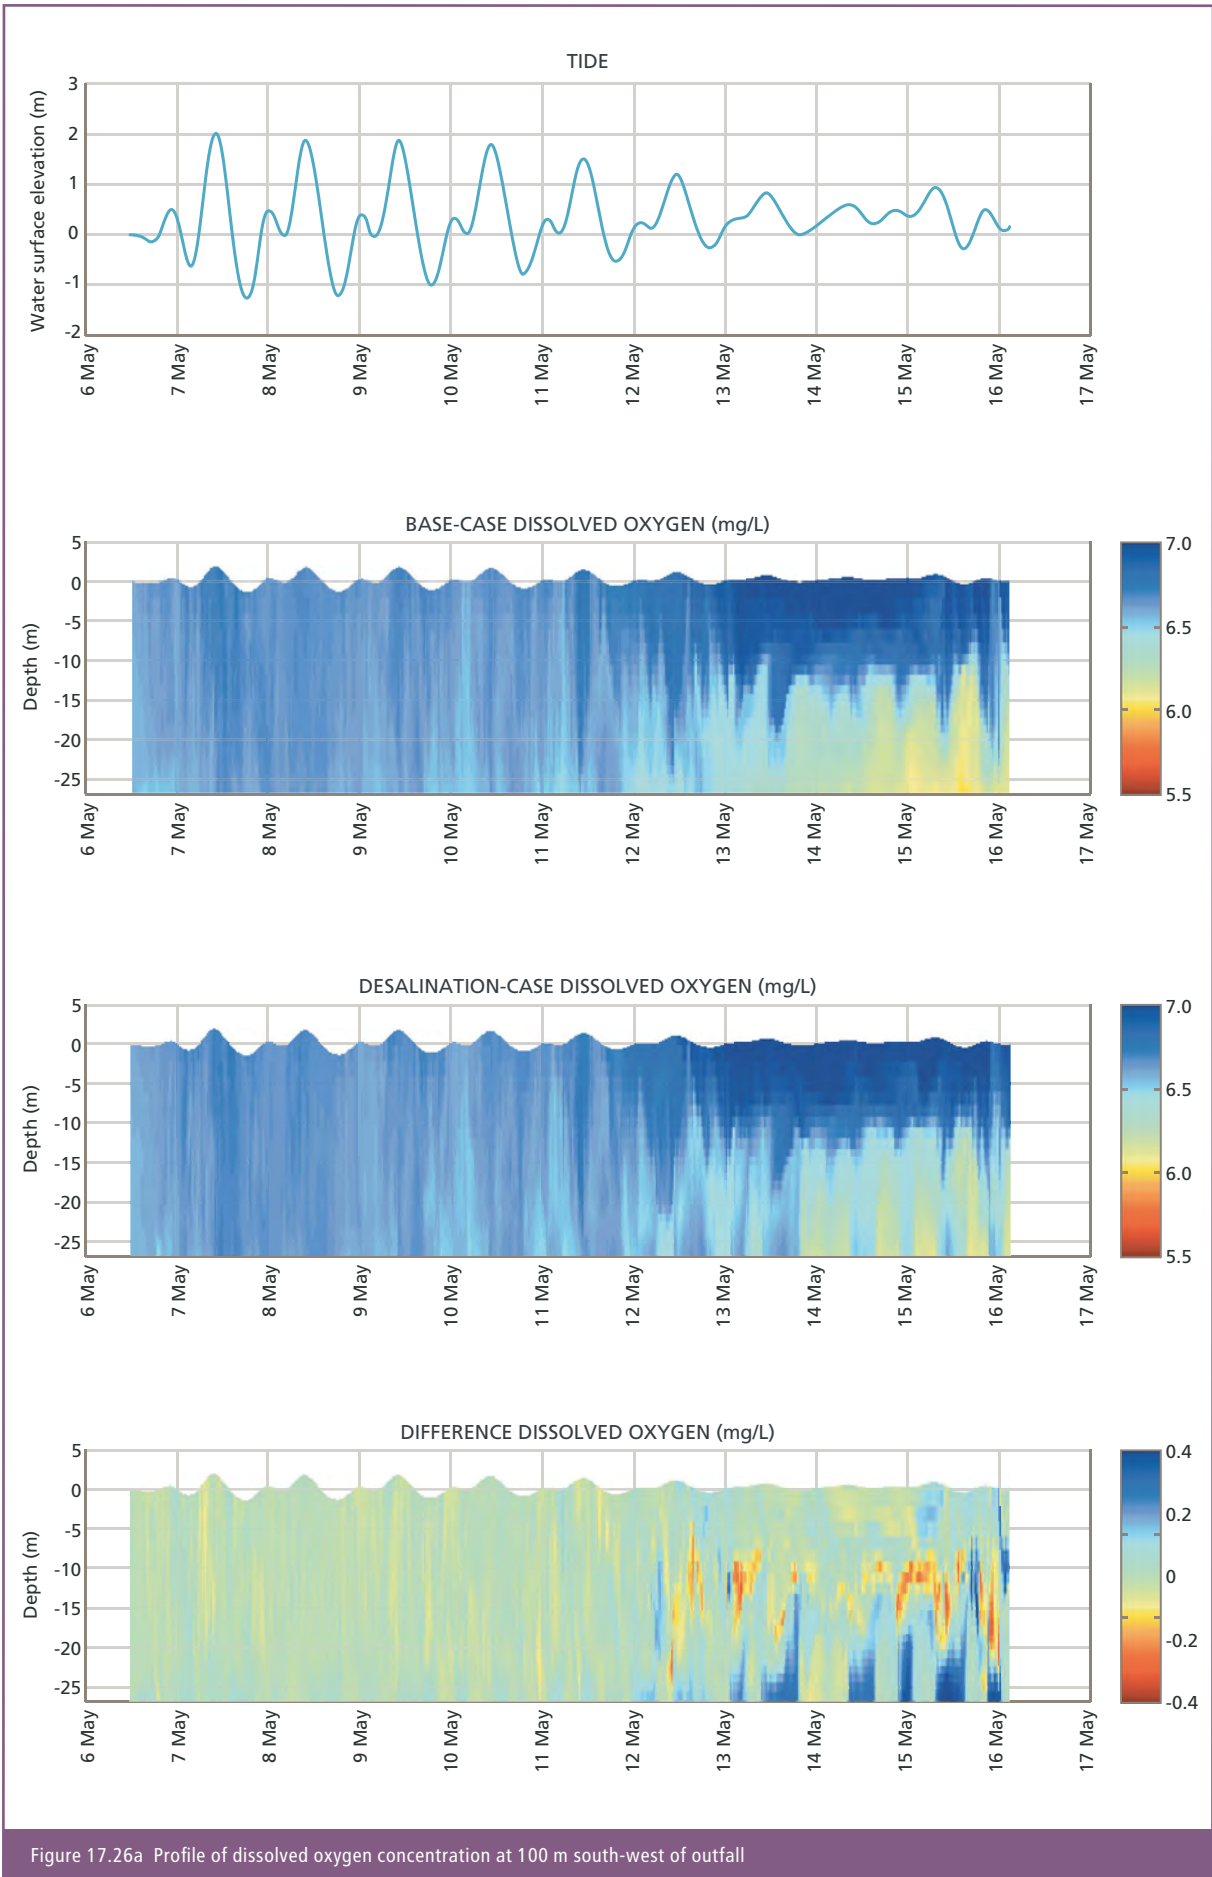 TIDE
Water surface elevation (m)
3
2
1
0
-1
-2
6 May
7 May
8 May
9 May
10 May
11 May
12 May
13 May
14 May
15 May
16 May
17 May
BASE-CASE DISSOLVED OXYGEN (mg/L)
Depth (m)
5
0
-5
-10
-15
-20
-25
6 May
7 May
8 May
9 May
10 May
11 May
12 May
13 May
14 May
15 May
16 May
17 May
7.0
6.5
6.0
5.5
DESALINATION-CASE DISSOLVED OXYGEN (mg/L)
Depth (m)
5
0
-5
-10
-15
-20
-25
6 May
7 May
8 May
9 May
10 May
11 May
12 May
13 May
14 May
15 May
16 May
17 May
7.0
6.5
6.0
5.5
DIFFERENCE DISSOLVED OXYGEN (mg/L)
Depth (m)
5
0
-5
-10
-15
-20
-25
6 May
7 May
8 May
9 May
10 May
11 May
12 May
13 May
14 May
15 May
16 May
17 May
0.4
0.2
0
-0.2
-0.4
Figure 17.26a Profile of dissolved oxygen concentration at 100 m south-west of outfall